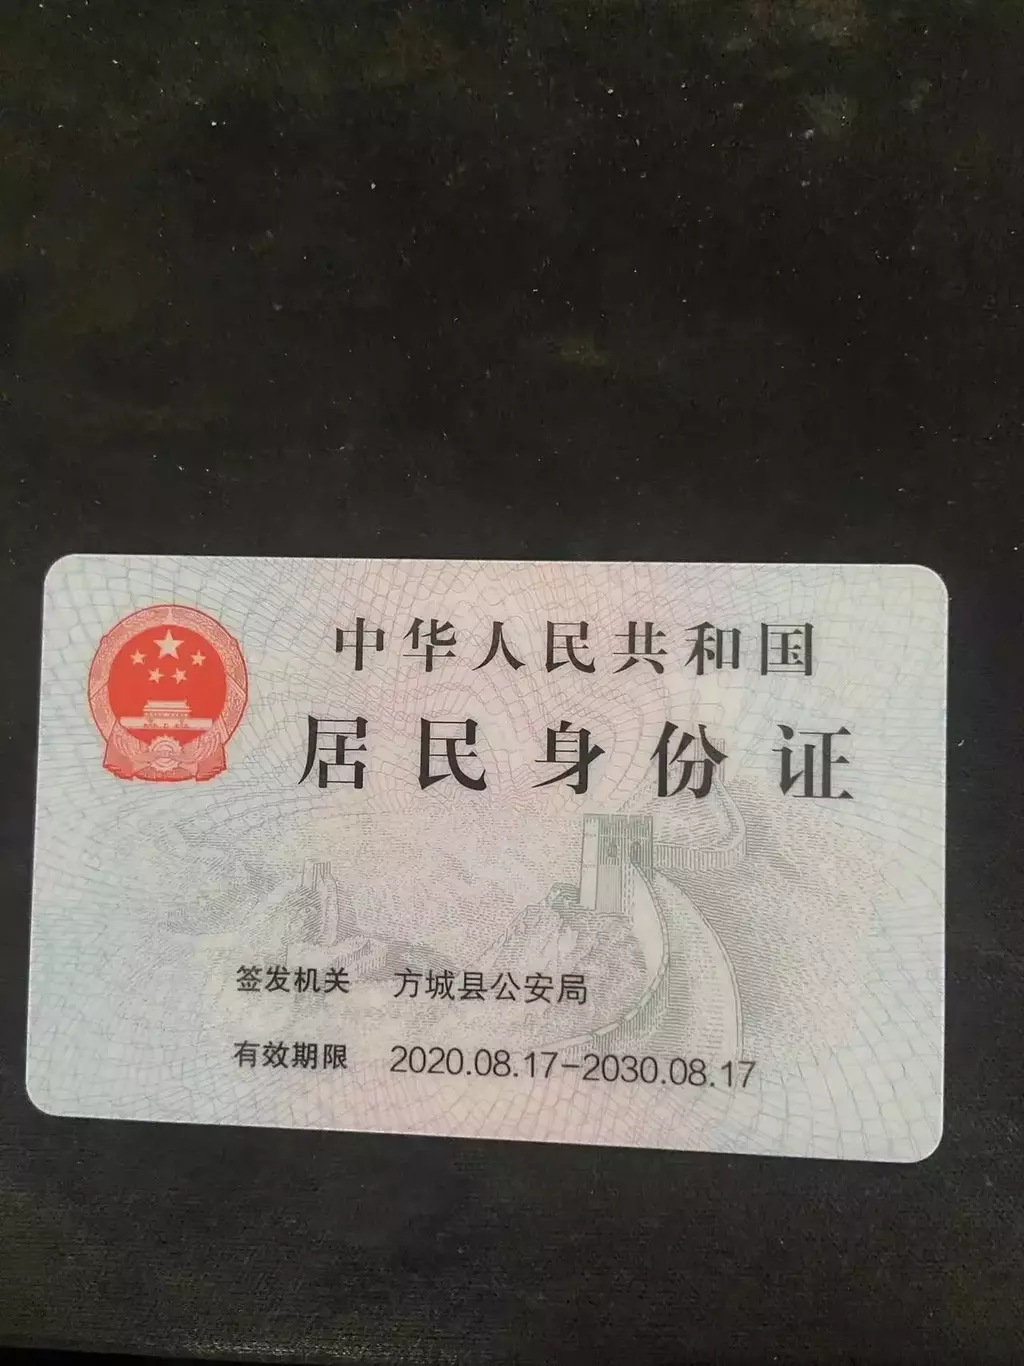 中华人民共和国
居民身份证
签发机关 方城县公安局
有效期限 2020.08.17-2030.08.17